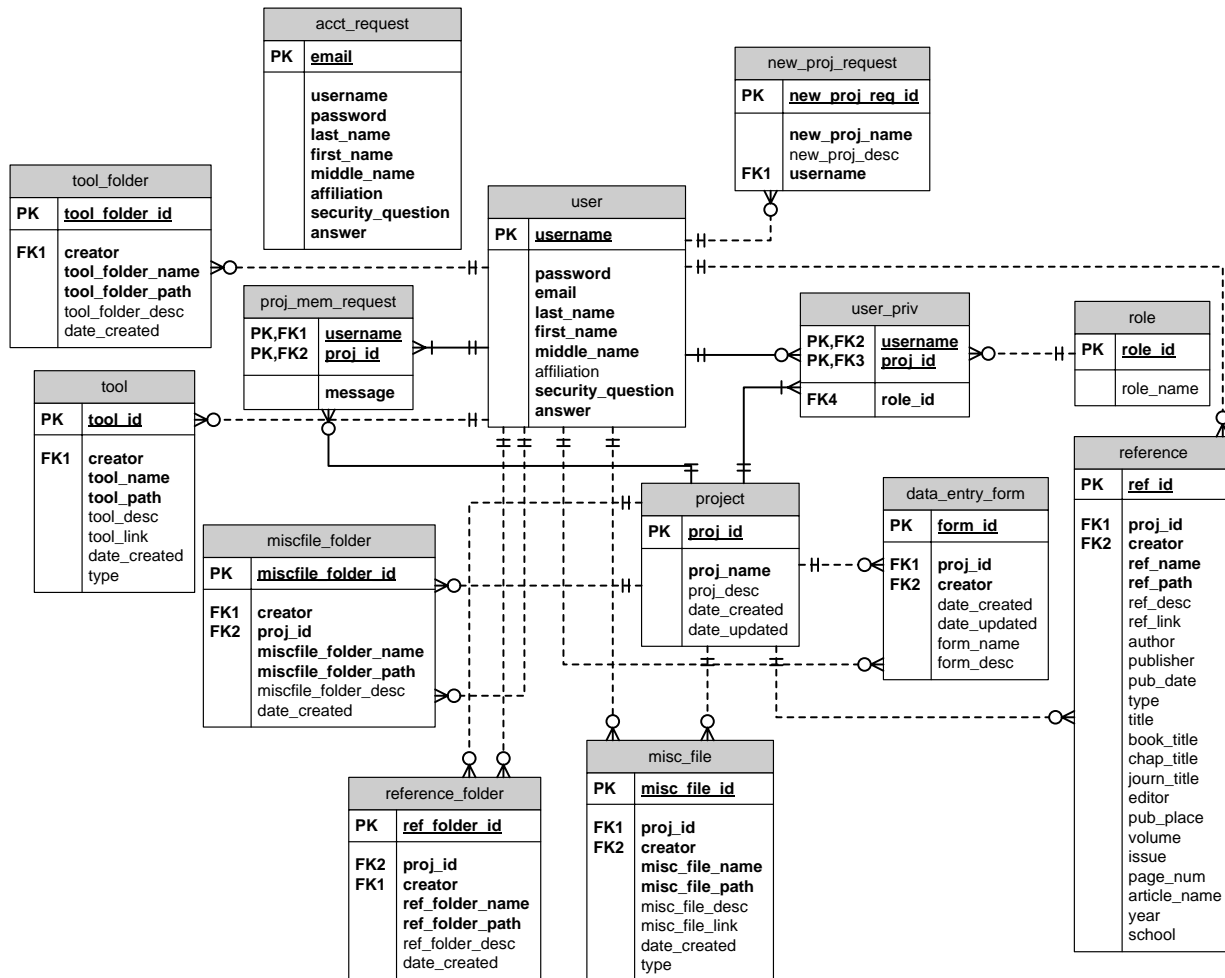 acct_request
PK email
username
password
last_name
first_name
middle_name
affiliation
security_question
answer
new_proj_request
PK new_proj_req_id
new_proj_name
new_proj_desc
FK1 username
tool_folder
PK tool_folder_id
FK1 creator
tool_folder_name
tool_folder_path
tool_folder_desc
date_created
user
PK username
password
email
last_name
first_name
middle_name
affiliation
security_question
answer
proj_mem_request
PK,FK1 username
PK,FK2 proj_id
message
user_priv
PK,FK2 username
PK,FK3 proj_id
FK4 role_id
role
PK role_id
role_name
tool
PK tool_id
FK1 creator
tool_name
tool_path
tool_desc
tool_link
date_created
type
reference
PK ref_id
FK1 proj_id
FK2 creator
ref_name
ref_path
ref_desc
ref_link
author
publisher
pub_date
type
title
book_title
chap_title
journ_title
editor
pub_place
volume
issue
page_num
article_name
year
school
project
PK proj_id
proj_name
proj_desc
date_created
date_updated
data_entry_form
PK form_id
FK1 proj_id
FK2 creator
date_created
date_updated
form_name
form_desc
miscfile_folder
PK miscfile_folder_id
FK1 creator
FK2 proj_id
miscfile_folder_name
miscfile_folder_path
miscfile_folder_desc
date_created
reference_folder
PK ref_folder_id
FK2 proj_id
FK1 creator
ref_folder_name
ref_folder_path
ref_folder_desc
date_created
misc_file
PK misc_file_id
FK1 proj_id
FK2 creator
misc_file_name
misc_file_path
misc_file_desc
misc_file_link
date_created
type